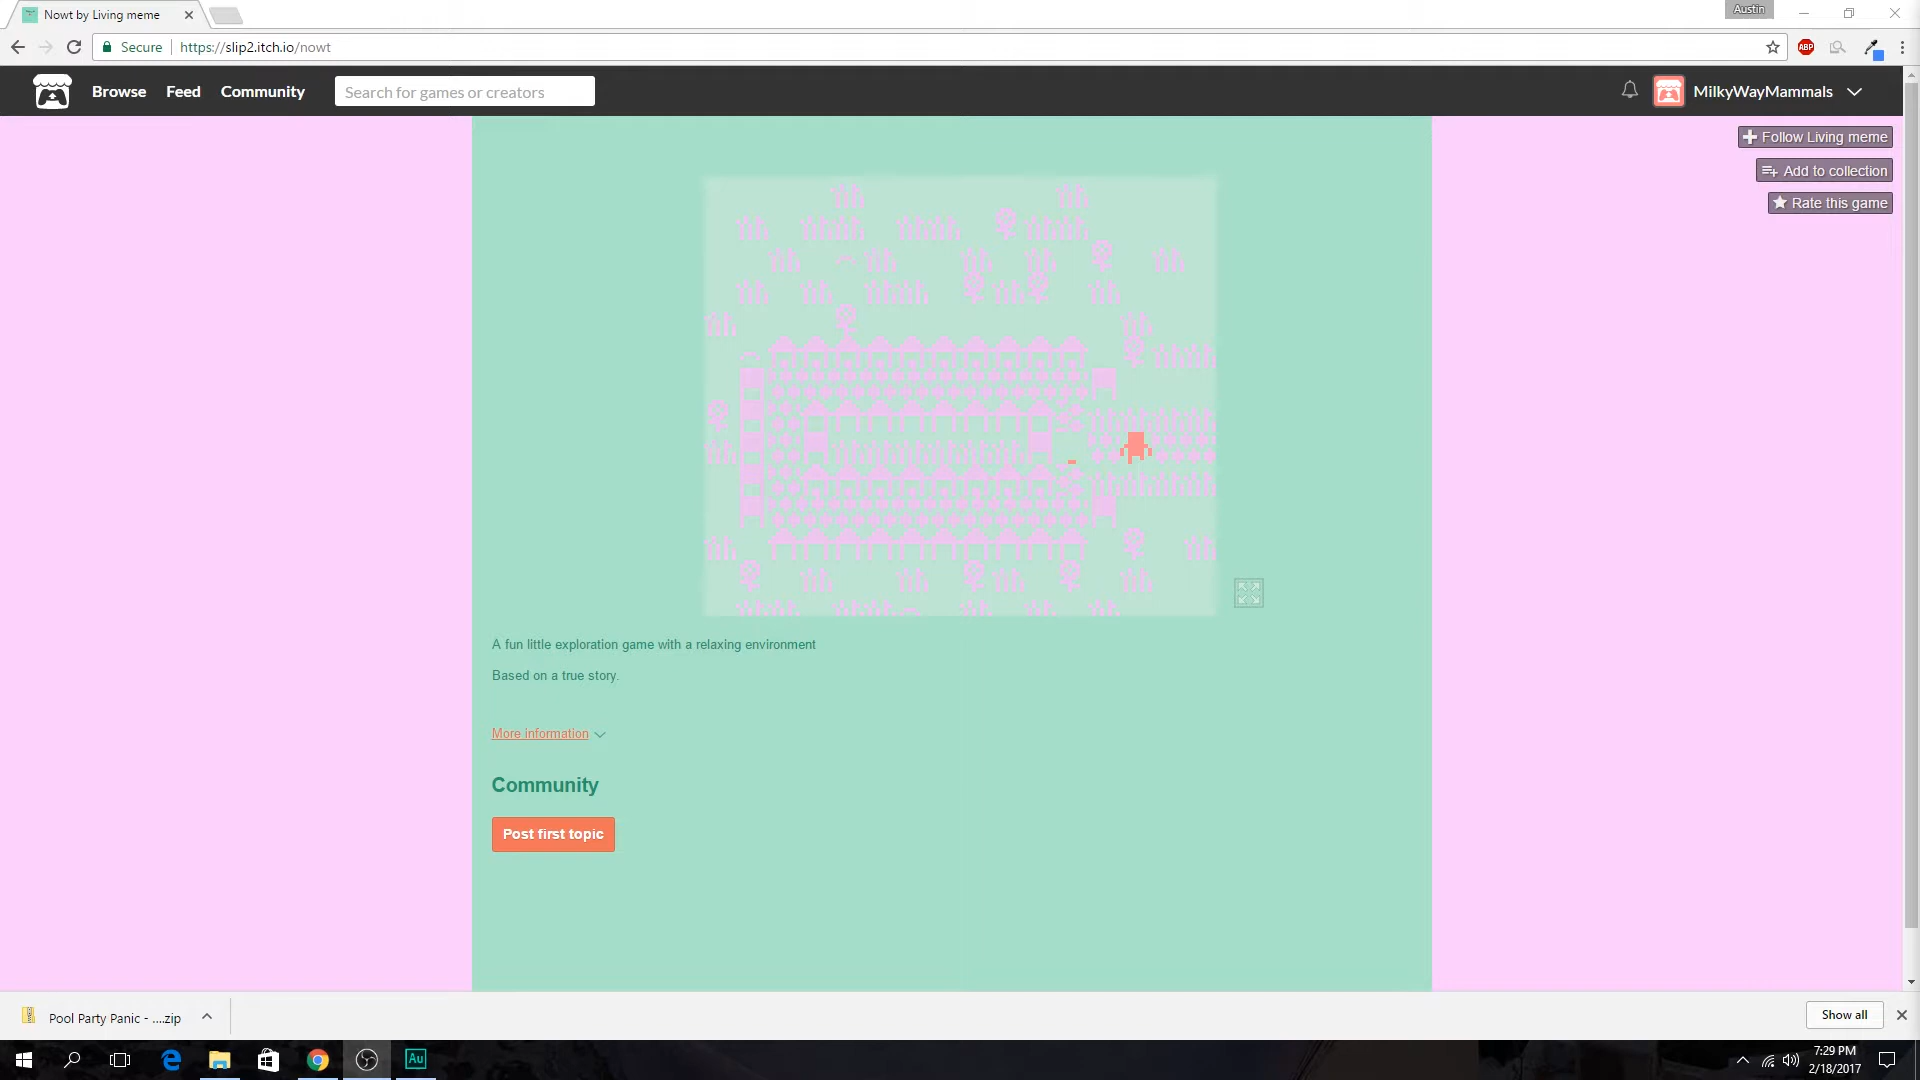 Nowt by Living meme
Austin
Secure
https://slip2.itch.io/nowt
ABP
Browse
Feed
Community
Search for games or creators
MilkyWayMammals
Follow Living meme
Add to collection
Rate this game
A fun little exploration game with a relaxing environment
Based on a true story.
More information
Community
Post first topic
Pool Party Panic - ....zip
Show all
Au
7:29 PM
2/18/2017